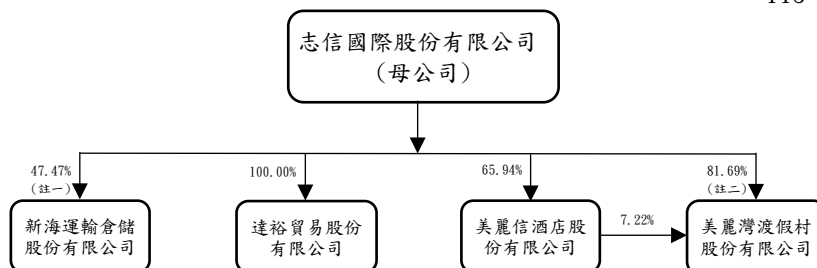 志信國際股份有限公司
(母公司)
47.47%
(註一)
100.00%
65.94%
81.69%
(註二)
新海運輸倉儲
股份有限公司
達裕貿易股份
有限公司
美麗信酒店股
份有限公司
7.22%
美麗灣渡假村
股份有限公司